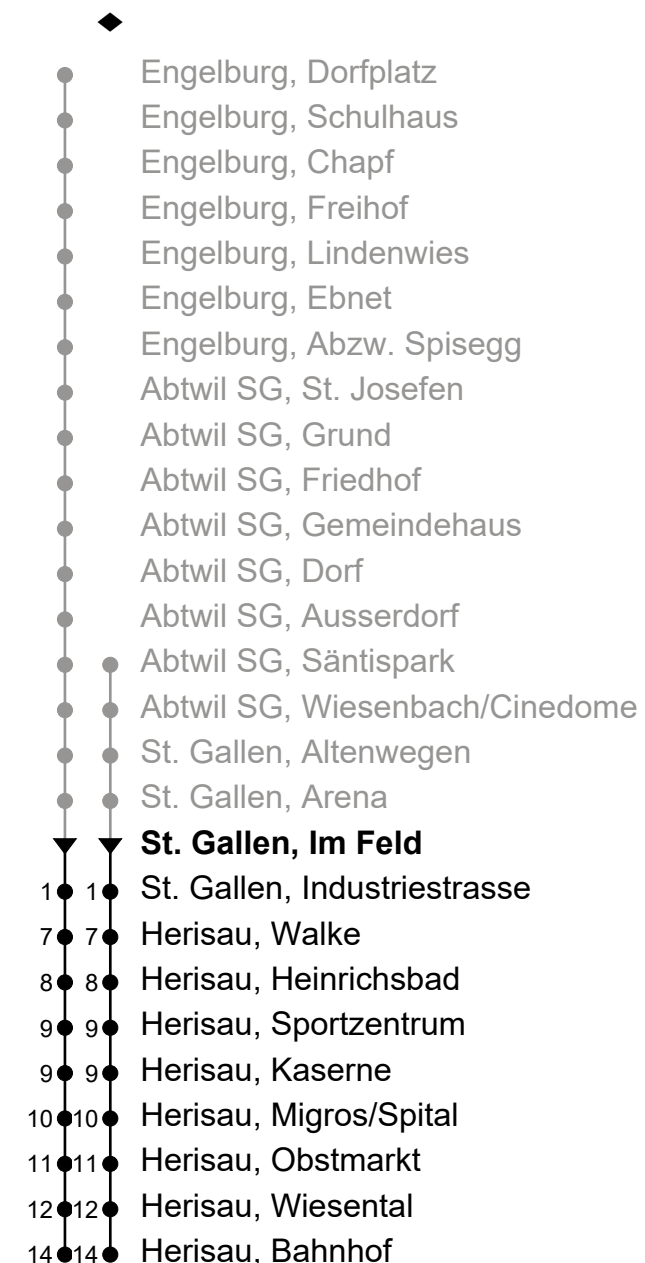 Engelburg, Dorfplatz
Engelburg, Schulhaus
Engelburg, Chapf
Engelburg, Freihof
Engelburg, Lindenwies
Engelburg, Ebnet
Engelburg, Abzw. Spisegg
Abtwil SG, St. Josefen
Abtwil SG, Grund
Abtwil SG, Friedhof
Abtwil SG, Gemeindehaus
Abtwil SG, Dorf
Abtwil SG, Ausserdorf
Abtwil SG, Säntispark
Abtwil SG, Wiesenbach/Cinedome
St. Gallen, Altenwegen
St. Gallen, Arena
St. Gallen, Im Feld
1 1 St. Gallen, Industriestrasse
7 7 Herisau, Walke
8 8 Herisau, Heinrichsbad
9 9 Herisau, Sportzentrum
9 9 Herisau, Kaserne
10 10 Herisau, Migros/Spital
11 11 Herisau, Obstmarkt
12 12 Herisau, Wiesental
14 14 Herisau, Bahnhof